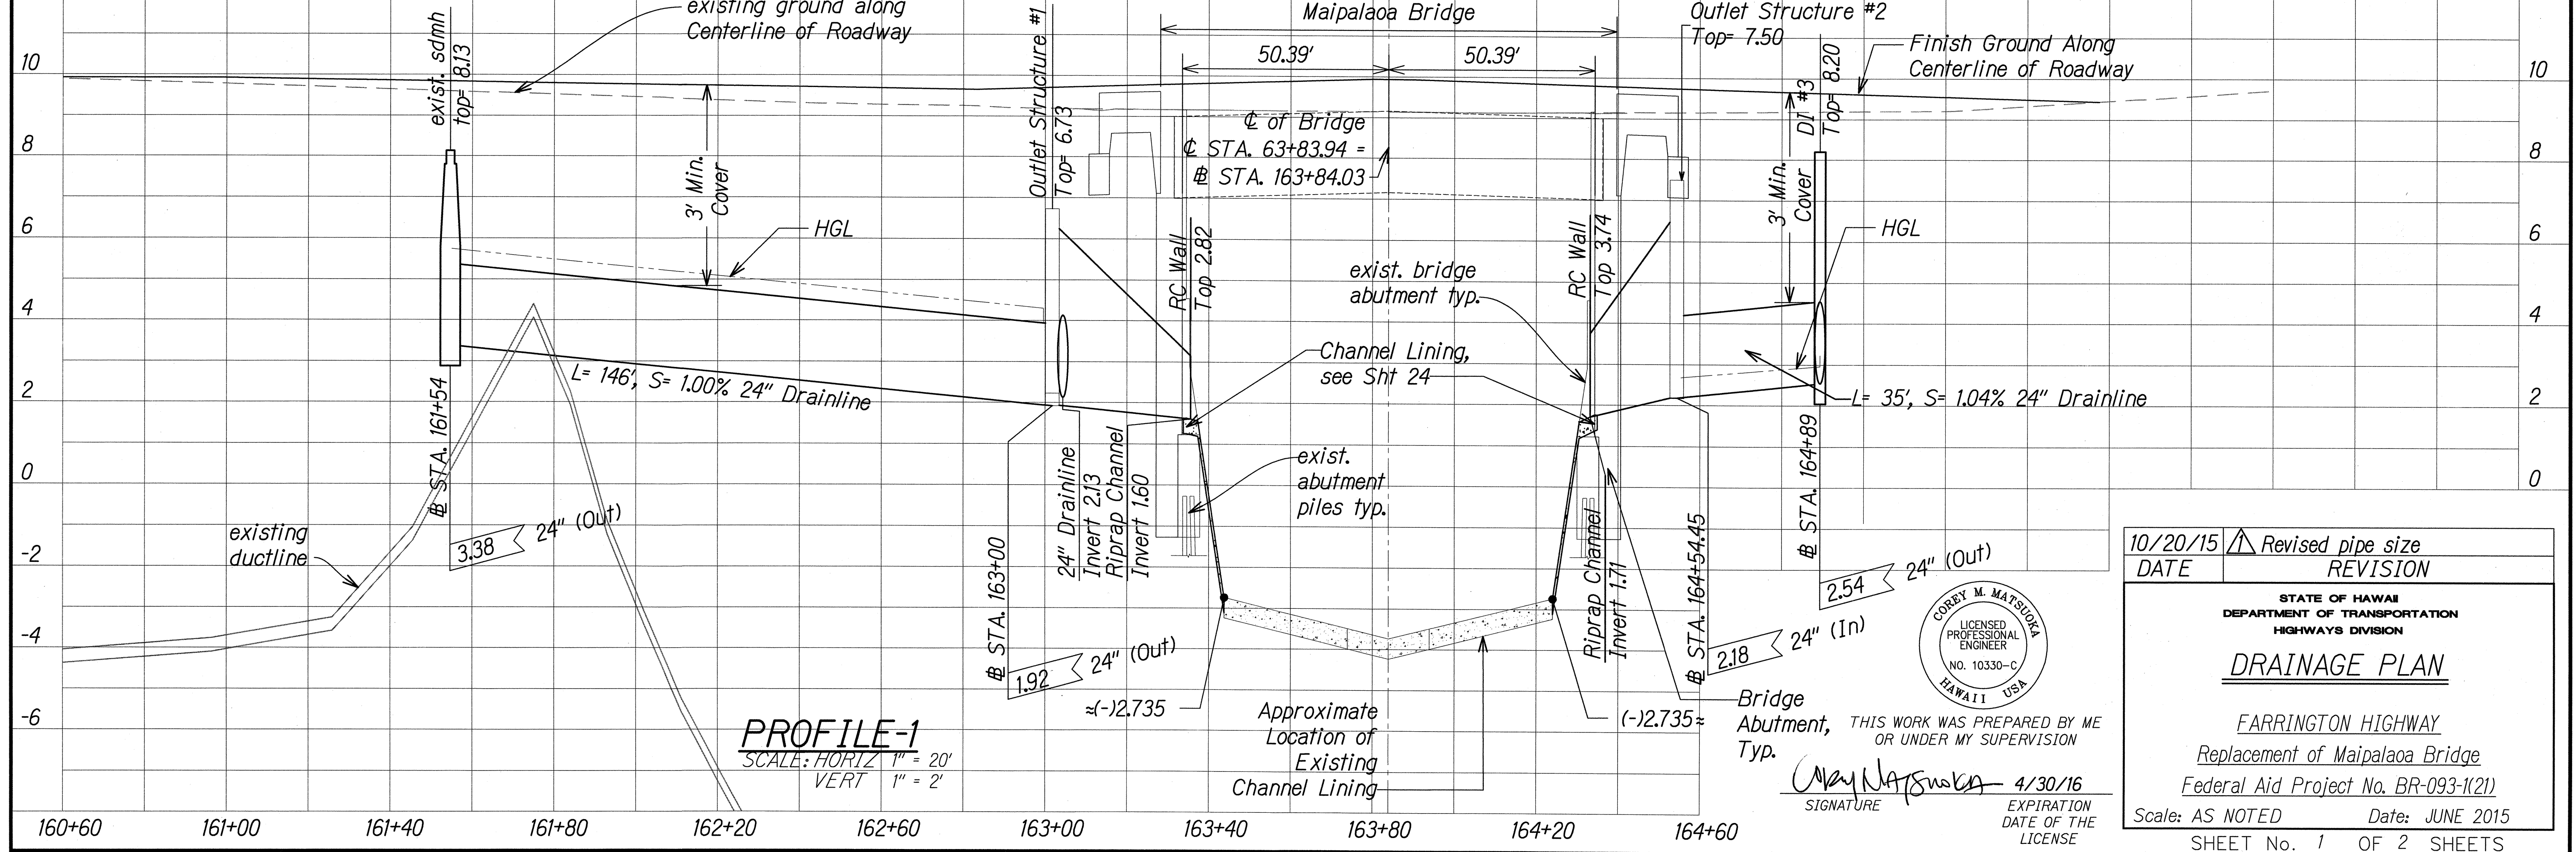 existing ground along
Centerline of Roadway
exist. sdmh
top= 8.13
Outlet Structure #1
Top= 6.73
Maipalaoa Bridge
50.39'
50.39'
Outlet Structure #2
Top= 7.50
DI #3
Top= 8.20
Finish Ground Along
Centerline of Roadway
10
8
6
4
2
0
-2
-4
-6
10
8
6
4
2
0
3' Min.
Cover
HGL
℄ of Bridge
℄ STA. 63+83.94 =
B STA. 163+84.03
RC Wall
Top 2.82
RC Wall
Top 3.74
3' Min.
Cover
HGL
exist. bridge
abutment typ.
Channel Lining,
see Sht 24
L= 146', S= 1.00% 24" Drainline
L= 35', S= 1.04% 24" Drainline
B STA. 161+54
3.38 24" (Out)
existing
ductline
24" Drainline
Invert 2.13
Riprap Channel
Invert 1.60
exist.
abutment
piles typ.
B STA. 163+00
1.92 24" (Out)
≈(-)2.735
Approximate
Location of
Existing
Channel Lining
Riprap Channel
Invert 1.71
(-)2.735≈
B STA. 164+54.45
2.18 24" (In)
B STA. 164+89
2.54 24" (Out)
Bridge
Abutment,
Typ.
PROFILE-1
SCALE: HORIZ 1" = 20'
VERT 1" = 2'
160+60
161+00
161+40
161+80
162+20
162+60
163+00
163+40
163+80
164+20
164+60
COREY M. MATSUOKA
LICENSED
PROFESSIONAL
ENGINEER
NO. 10330-C
HAWAII USA
THIS WORK WAS PREPARED BY ME
OR UNDER MY SUPERVISION
Corey Matsuoka 4/30/16
SIGNATURE
EXPIRATION
DATE OF THE
LICENSE
10/20/15 1 Revised pipe size
DATE REVISION
STATE OF HAWAII
DEPARTMENT OF TRANSPORTATION
HIGHWAYS DIVISION
DRAINAGE PLAN
FARRINGTON HIGHWAY
Replacement of Maipalaoa Bridge
Federal Aid Project No. BR-093-1(21)
Scale: AS NOTED Date: JUNE 2015
SHEET No. 1 OF 2 SHEETS